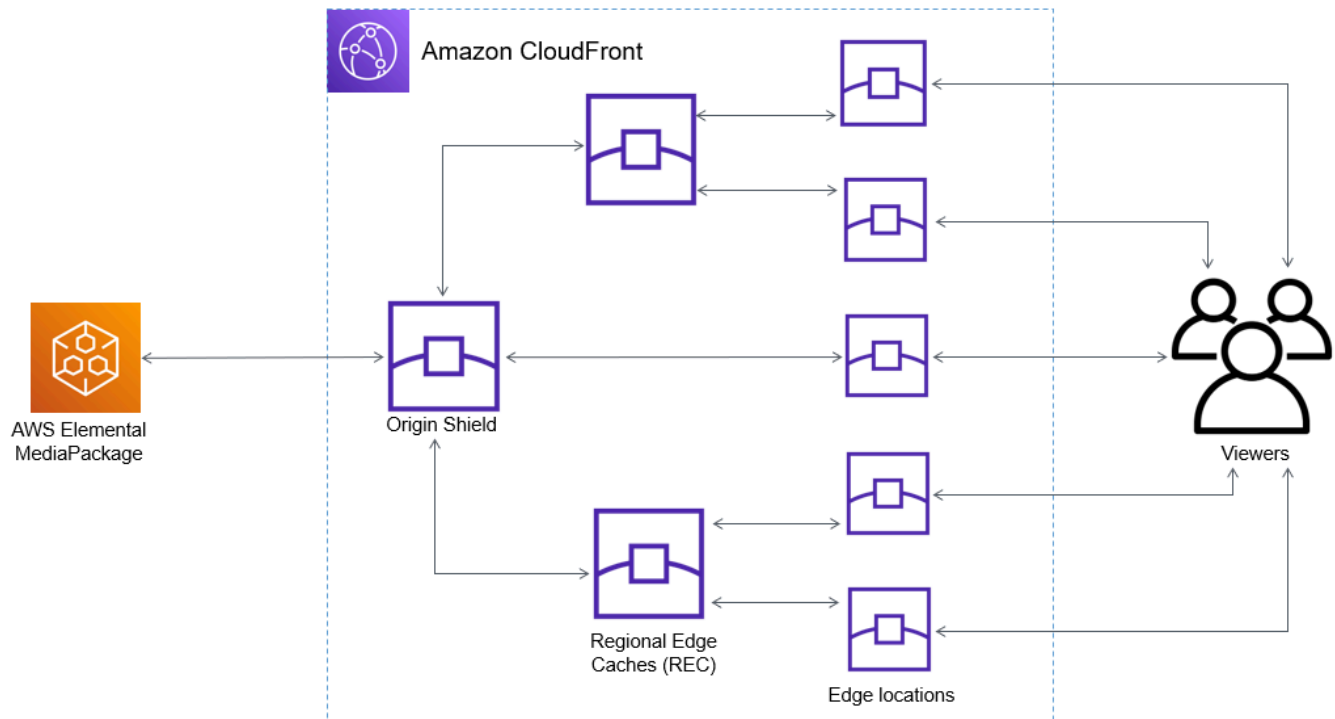 Amazon CloudFront
AWS Elemental
MediaPackage
Origin Shield
Viewers
Regional Edge
Caches (REC)
Edge locations